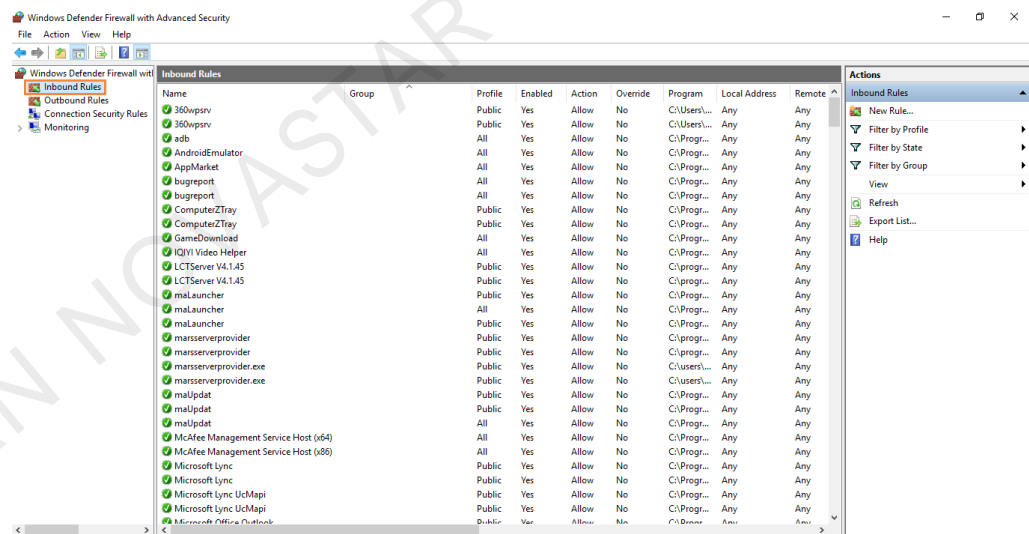 Windows Defender Firewall with Advanced Security
File Action View Help
Windows Defender Firewall witl
Inbound Rules
Outbound Rules
Connection Security Rules
Monitoring
Inbound Rules
Name Group Profile Enabled Action Override Program Local Address Remote
360wpsrv Public Yes Allow No C:\Users\... Any Any
360wpsrv Public Yes Allow No C:\Users\... Any Any
adb All Yes Allow No C:\Progr... Any Any
AndroidEmulator All Yes Allow No C:\Progr... Any Any
AppMarket All Yes Allow No C:\Progr... Any Any
bugreport All Yes Allow No C:\Progr... Any Any
bugreport All Yes Allow No C:\Progr... Any Any
ComputerZTray Public Yes Allow No C:\Progr... Any Any
ComputerZTray Public Yes Allow No C:\Progr... Any Any
GameDownload All Yes Allow No C:\Progr... Any Any
IQIYI Video Helper All Yes Allow No C:\Progr... Any Any
LCTServer V4.1.45 Public Yes Allow No C:\progr... Any Any
LCTServer V4.1.45 Public Yes Allow No C:\progr... Any Any
maLauncher Public Yes Allow No C:\Progr... Any Any
maLauncher All Yes Allow No C:\Progr... Any Any
maLauncher Public Yes Allow No C:\Progr... Any Any
marsserverprovider Public Yes Allow No C:\progr... Any Any
marsserverprovider Public Yes Allow No C:\progr... Any Any
marsserverprovider.exe Public Yes Allow No C:\users\... Any Any
marsserverprovider.exe Public Yes Allow No C:\users\... Any Any
maUpdat Public Yes Allow No C:\Progr... Any Any
maUpdat Public Yes Allow No C:\Progr... Any Any
maUpdat All Yes Allow No C:\Progr... Any Any
McAfee Management Service Host (x64) All Yes Allow No C:\Progr... Any Any
McAfee Management Service Host (x86) All Yes Allow No C:\Progr... Any Any
Microsoft Lync Public Yes Allow No C:\Progr... Any Any
Microsoft Lync Public Yes Allow No C:\Progr... Any Any
Microsoft Lync UcMapi Public Yes Allow No C:\Progr... Any Any
Microsoft Lync UcMapi Public Yes Allow No C:\Progr... Any Any
Microsoft Office Outlook Public Yes Allow No C:\Progr... Any Any
Actions
Inbound Rules
New Rule...
Filter by Profile
Filter by State
Filter by Group
View
Refresh
Export List...
Help
N NOVASTAR